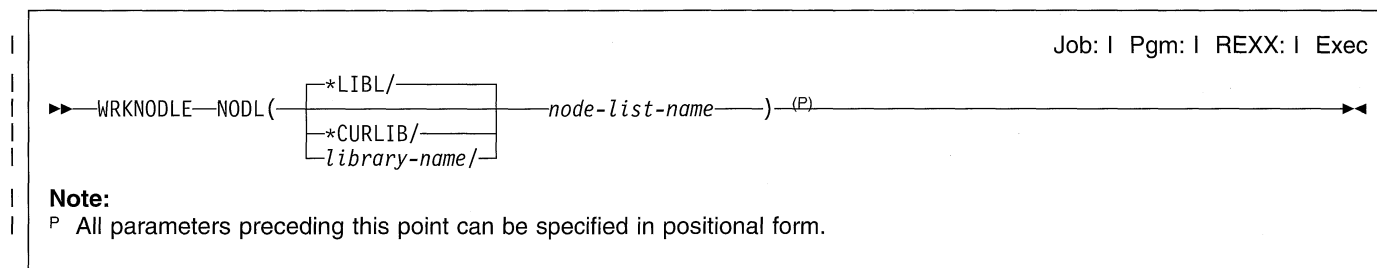 Job: I Pgm: I REXX: I Exec
*LIBL/
►►—WRKNODLE—NODL(—node-list-name—)—(P)—►◄
*CURLIB/
library-name/
Note:
P All parameters preceding this point can be specified in positional form.